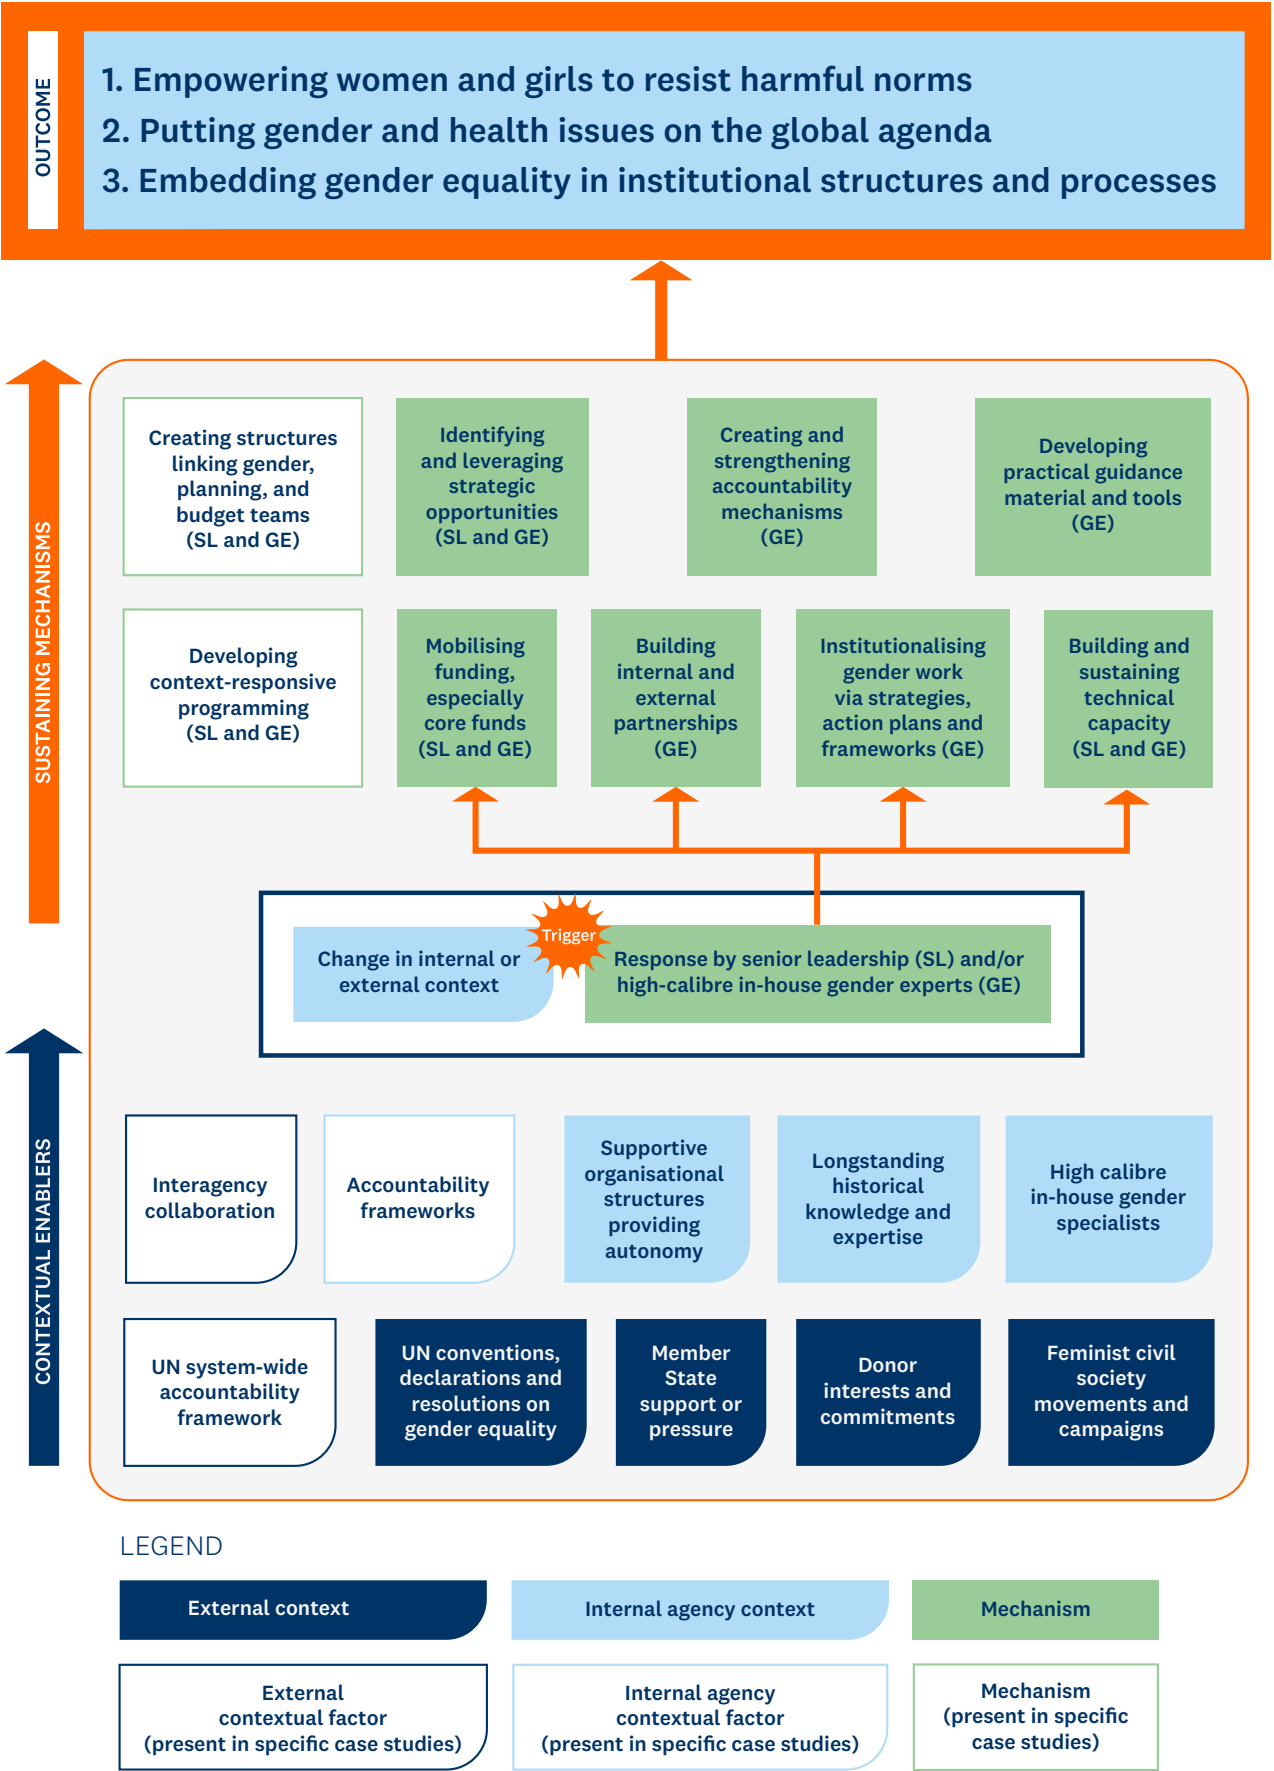 OUTCOME
1. Empowering women and girls to resist harmful norms
2. Putting gender and health issues on the global agenda
3. Embedding gender equality in institutional structures and processes
SUSTAINING MECHANISMS
Creating structures
linking gender,
planning, and
budget teams
(SL and GE)
Identifying
and leveraging
strategic
opportunities
(SL and GE)
Creating and
strengthening
accountability
mechanisms
(GE)
Developing
practical guidance
material and tools
(GE)
Developing
context-responsive
programming
(SL and GE)
Mobilising
funding,
especially
core funds
(SL and GE)
Building
internal and
external
partnerships
(GE)
Institutionalising
gender work
via strategies,
action plans and
frameworks (GE)
Building and
sustaining
technical
capacity
(SL and GE)
Change in internal or
external context
Trigger
Response by senior leadership (SL) and/or
high-calibre in-house gender experts (GE)
CONTEXTUAL ENABLERS
Interagency
collaboration
Accountability
frameworks
Supportive
organisational
structures
providing
autonomy
Longstanding
historical
knowledge and
expertise
High calibre
in-house gender
specialists
UN system-wide
accountability
framework
UN conventions,
declarations and
resolutions on
gender equality
Member
State
support or
pressure
Donor
interests and
commitments
Feminist civil
society
movements and
campaigns
LEGEND
External context
Internal agency context
Mechanism
External
contextual factor
(present in specific case studies)
Internal agency
contextual factor
(present in specific case studies)
Mechanism
(present in specific
case studies)